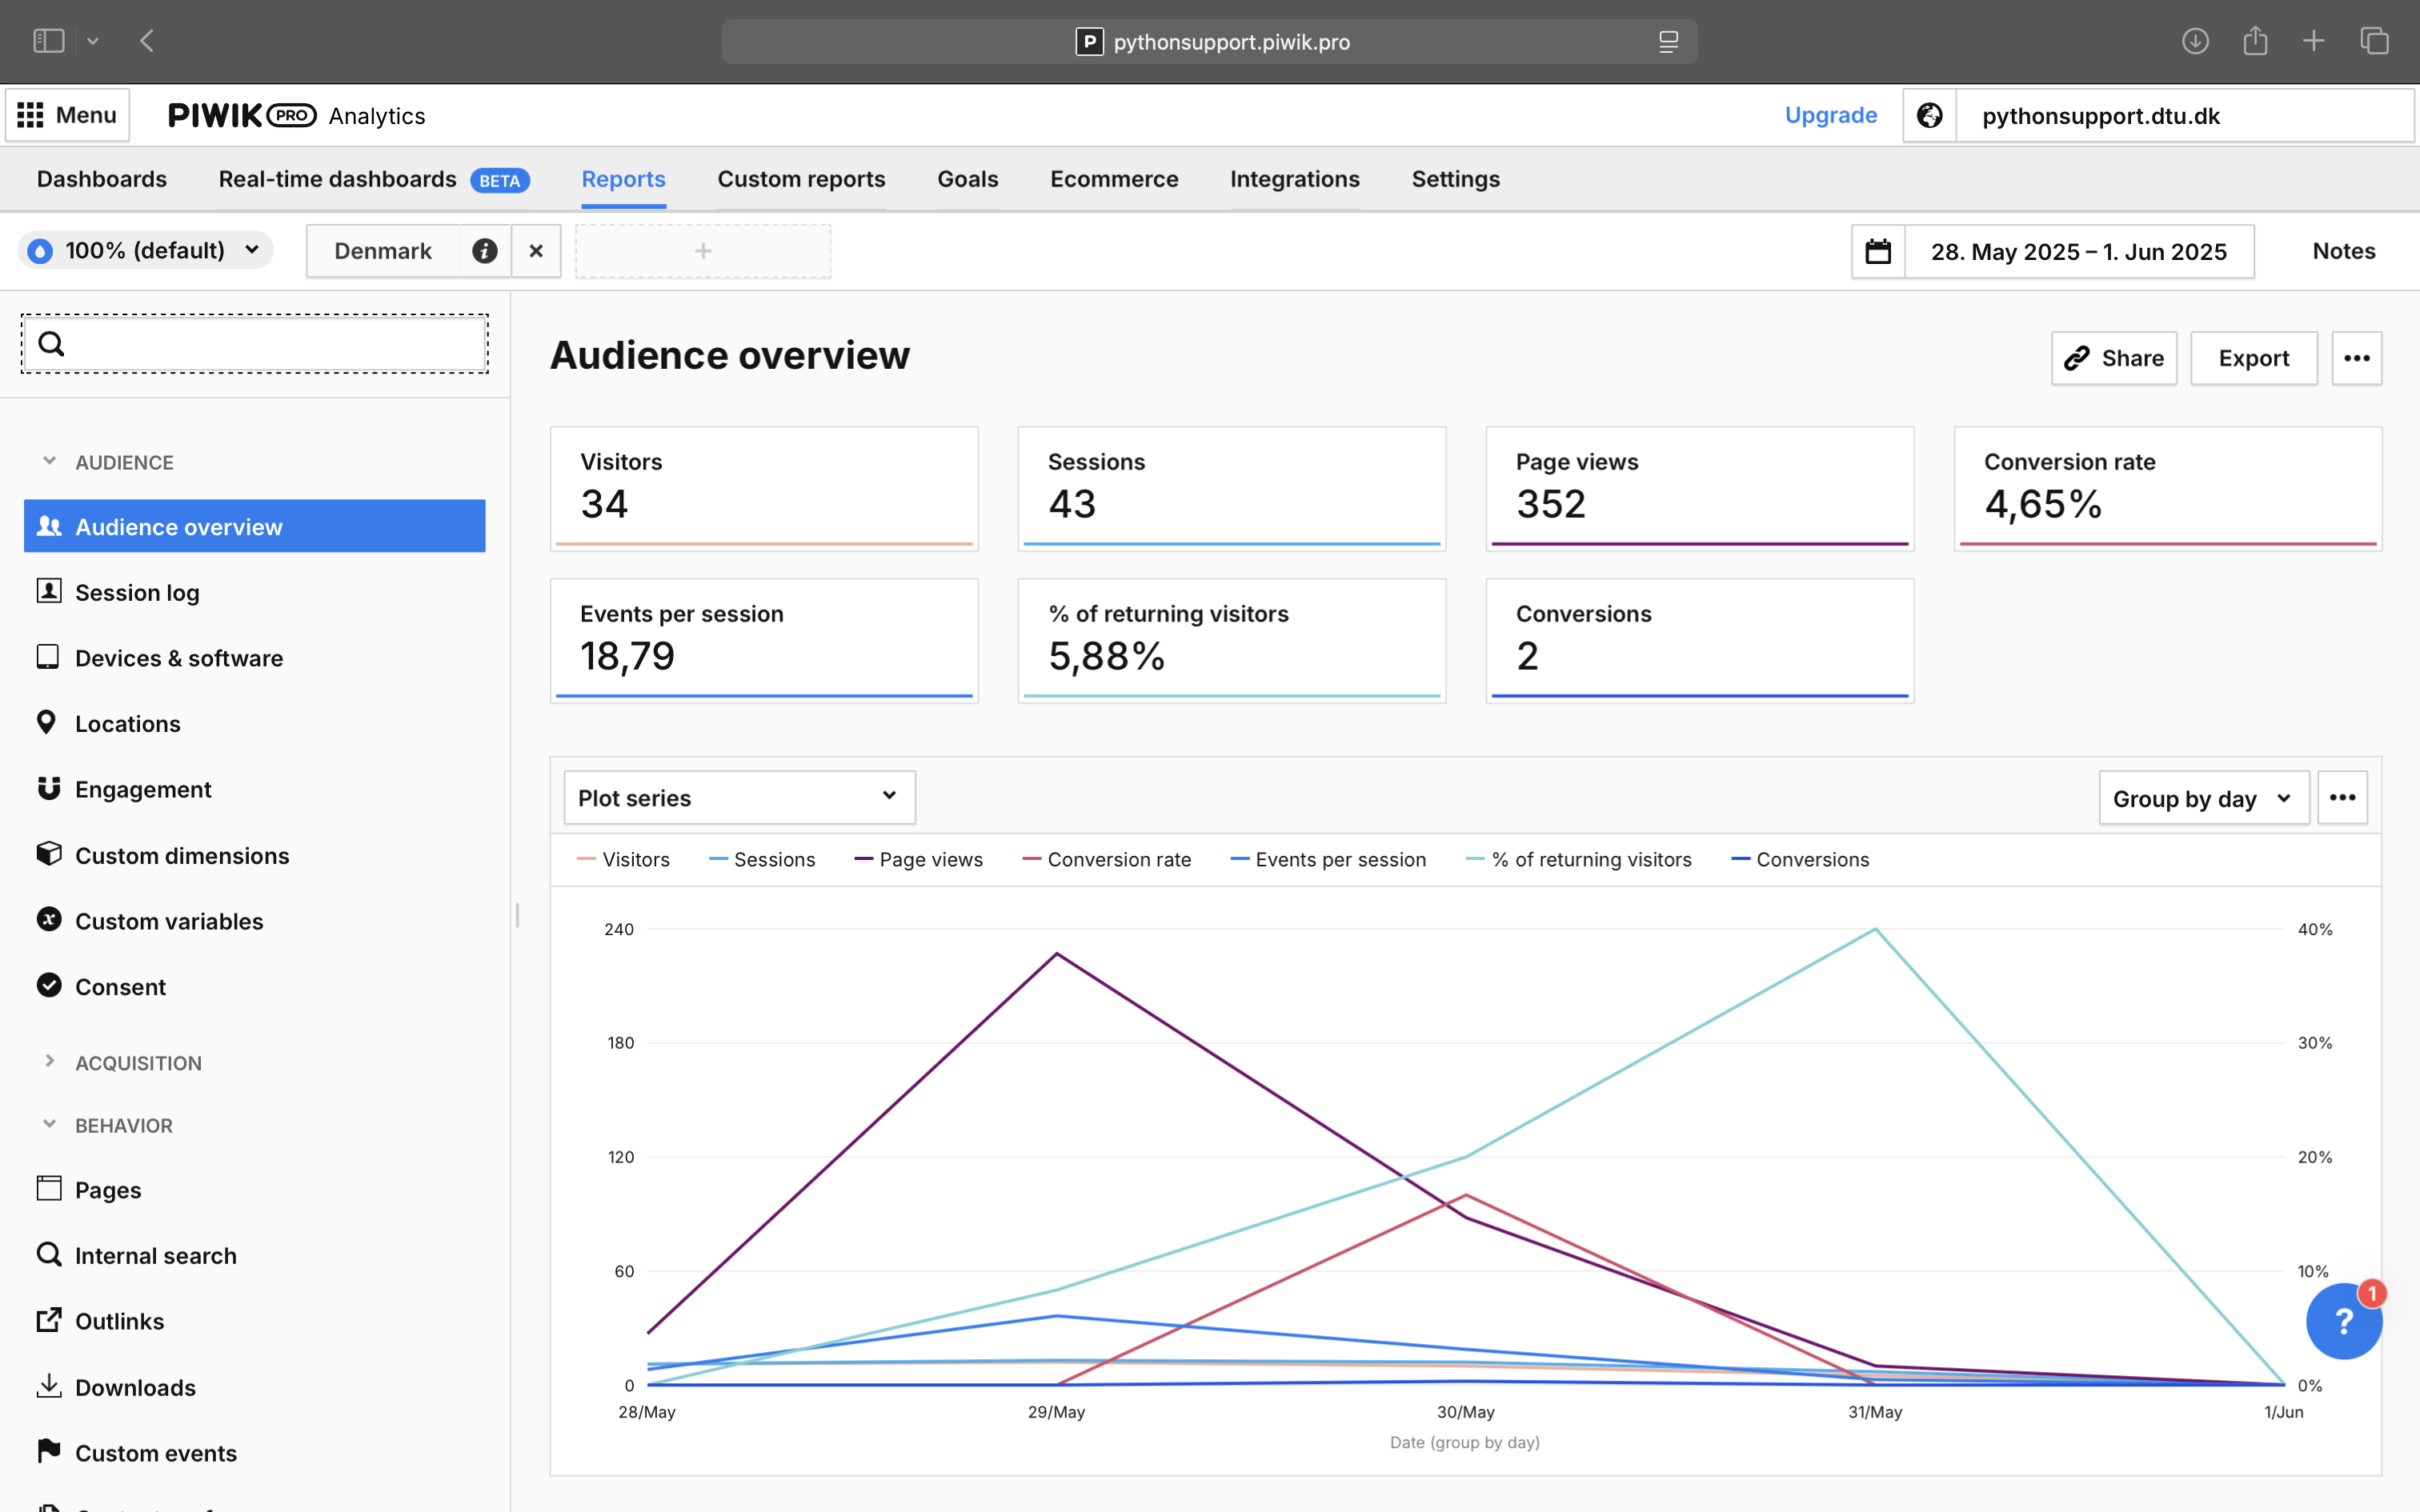 pythonsupport.piwik.pro
Menu
PIWIK PRO Analytics
Upgrade
pythonsupport.dtu.dk
Dashboards
Real-time dashboards BETA
Reports
Custom reports
Goals
Ecommerce
Integrations
Settings
100% (default)
Denmark
+
28. May 2025 – 1. Jun 2025
Notes
AUDIENCE
Audience overview
Session log
Devices & software
Locations
Engagement
Custom dimensions
Custom variables
Consent
ACQUISITION
BEHAVIOR
Pages
Internal search
Outlinks
Downloads
Custom events
Audience overview
Share
Export
Visitors
34
Sessions
43
Page views
352
Conversion rate
4,65%
Events per session
18,79
% of returning visitors
5,88%
Conversions
2
Plot series
Group by day
Visitors
Sessions
Page views
Conversion rate
Events per session
% of returning visitors
Conversions
240
180
120
60
0
40%
30%
20%
10%
0%
28/May
29/May
30/May
31/May
1/Jun
Date (group by day)
?
1